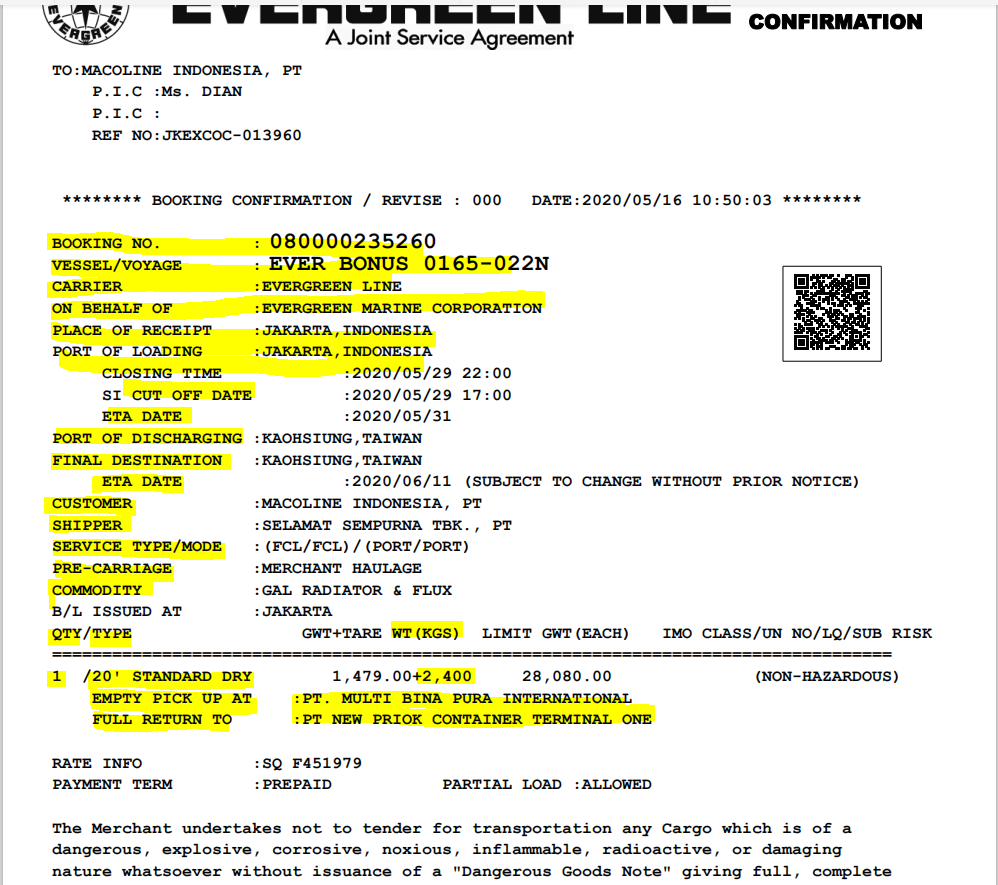 EVERGREEN
EVERGREEN LINE
A Joint Service Agreement
CONFIRMATION
TO:MACOLINE INDONESIA, PT
P.I.C :Ms. DIAN
P.I.C :
REF NO:JKEXCOC-013960
******** BOOKING CONFIRMATION / REVISE : 000 DATE:2020/05/16 10:50:03 ********
BOOKING NO. : 080000235260
VESSEL/VOYAGE : EVER BONUS 0165-022N
CARRIER :EVERGREEN LINE
ON BEHALF OF :EVERGREEN MARINE CORPORATION
PLACE OF RECEIPT :JAKARTA,INDONESIA
PORT OF LOADING :JAKARTA,INDONESIA
CLOSING TIME :2020/05/29 22:00
SI CUT OFF DATE :2020/05/29 17:00
ETA DATE :2020/05/31
PORT OF DISCHARGING :KAOHSIUNG,TAIWAN
FINAL DESTINATION :KAOHSIUNG,TAIWAN
ETA DATE :2020/06/11 (SUBJECT TO CHANGE WITHOUT PRIOR NOTICE)
CUSTOMER :MACOLINE INDONESIA, PT
SHIPPER :SELAMAT SEMPURNA TBK., PT
SERVICE TYPE/MODE :(FCL/FCL)/(PORT/PORT)
PRE-CARRIAGE :MERCHANT HAULAGE
COMMODITY :GAL RADIATOR & FLUX
B/L ISSUED AT :JAKARTA
QTY/TYPE GWT+TARE WT(KGS) LIMIT GWT(EACH) IMO CLASS/UN NO/LQ/SUB RISK
====================================================================================
1 /20' STANDARD DRY 1,479.00+2,400 28,080.00 (NON-HAZARDOUS)
EMPTY PICK UP AT :PT. MULTI BINA PURA INTERNATIONAL
FULL RETURN TO :PT NEW PRIOK CONTAINER TERMINAL ONE
RATE INFO :SQ F451979
PAYMENT TERM :PREPAID PARTIAL LOAD :ALLOWED
The Merchant undertakes not to tender for transportation any Cargo which is of a
dangerous, explosive, corrosive, noxious, inflammable, radioactive, or damaging
nature whatsoever without issuance of a "Dangerous Goods Note" giving full, complete